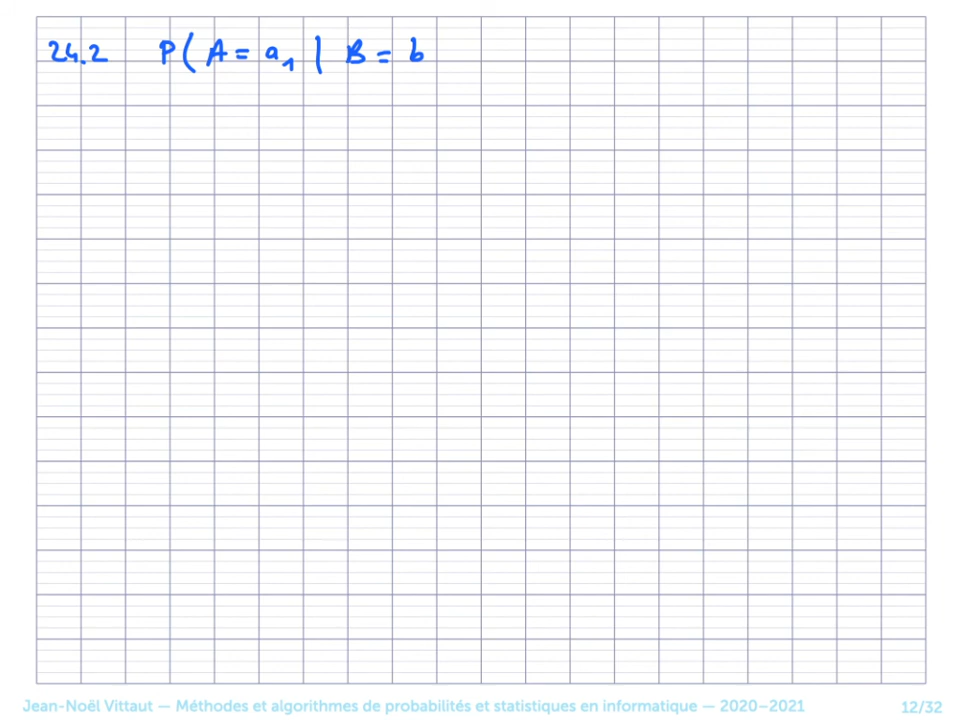 24.2 P(A = a₁ | B = b
Jean-Noël Vittaut — Méthodes et algorithmes de probabilités et statistiques en informatique — 2020–2021 12/32